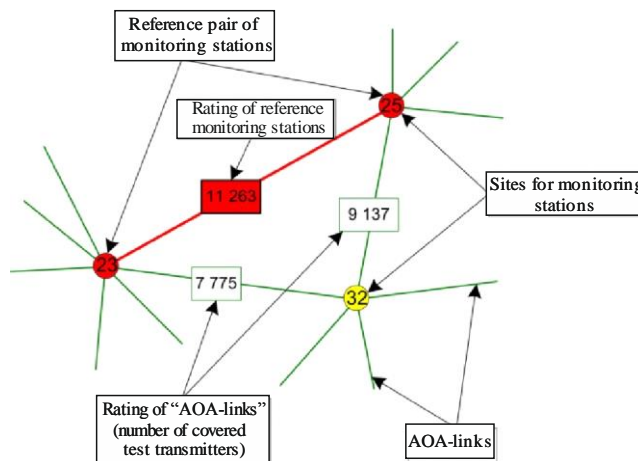 Reference pair of
monitoring stations
25
Rating of reference
monitoring stations
11 263
9 137
Sites for monitoring
stations
23
7 775
32
Rating of “AOA-links”
(number of covered
test transmitters)
AOA-links